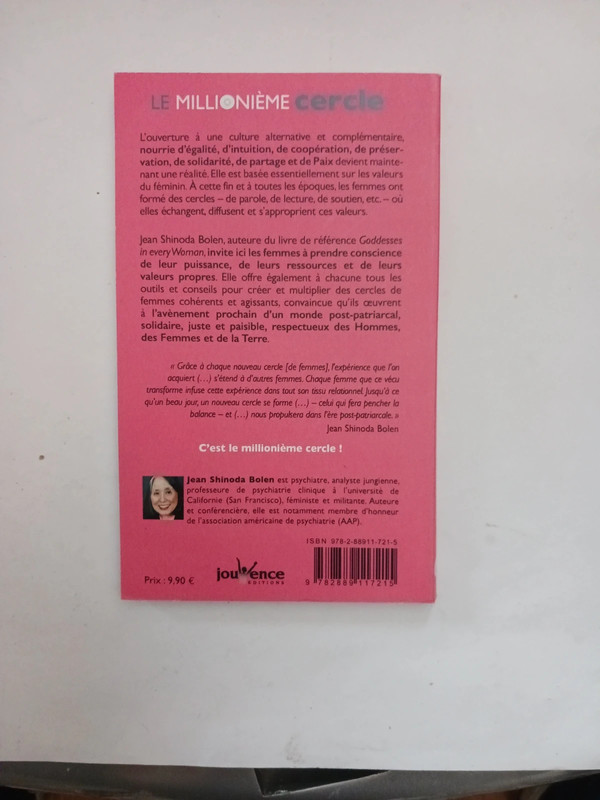 LE MILLIONIÈME cercle
L'ouverture à une culture alternative et complémentaire,
nourrie d'égalité, d'intuition, de coopération, de préser-
vation, de solidarité, de partage et de Paix devient mainte-
nant une réalité. Elle est basée essentiellement sur les valeurs
du féminin. À cette fin et à toutes les époques, les femmes ont
formé des cercles – de parole, de lecture, de soutien, etc. – où
elles échangent, diffusent et s'approprient ces valeurs.
Jean Shinoda Bolen, auteure du livre de référence Goddesses
in every Woman, invite ici les femmes à prendre conscience
de leur puissance, de leurs ressources et de leurs
valeurs propres. Elle offre également à chacune tous les
outils et conseils pour créer et multiplier des cercles de
femmes cohérents et agissants, convaincue qu'ils œuvrent
à l'avènement prochain d'un monde post-patriarcal,
solidaire, juste et paisible, respectueux des Hommes,
des Femmes et de la Terre.
« Grâce à chaque nouveau cercle [de femmes], l'expérience que l'on
acquiert (…) s'étend à d'autres femmes. Chaque femme que ce vécu
transforme infuse cette expérience dans tout son tissu relationnel. Jusqu'à ce
qu'un beau jour, un nouveau cercle se forme (…) – celui qui fera pencher la
balance – et (…) nous propulsera dans l'ère post-patriarcale. »
Jean Shinoda Bolen
C'est le millionième cercle !
Jean Shinoda Bolen est psychiatre, analyste jungienne,
professeure de psychiatrie clinique à l'université de
Californie (San Francisco), féministe et militante. Auteure
et conférencière, elle est notamment membre d'honneur
de l'association américaine de psychiatrie (AAP).
ISBN 978-2-88911-721-5
Prix : 9,90 €
jouvence
EDITIONS
9 782889 117215